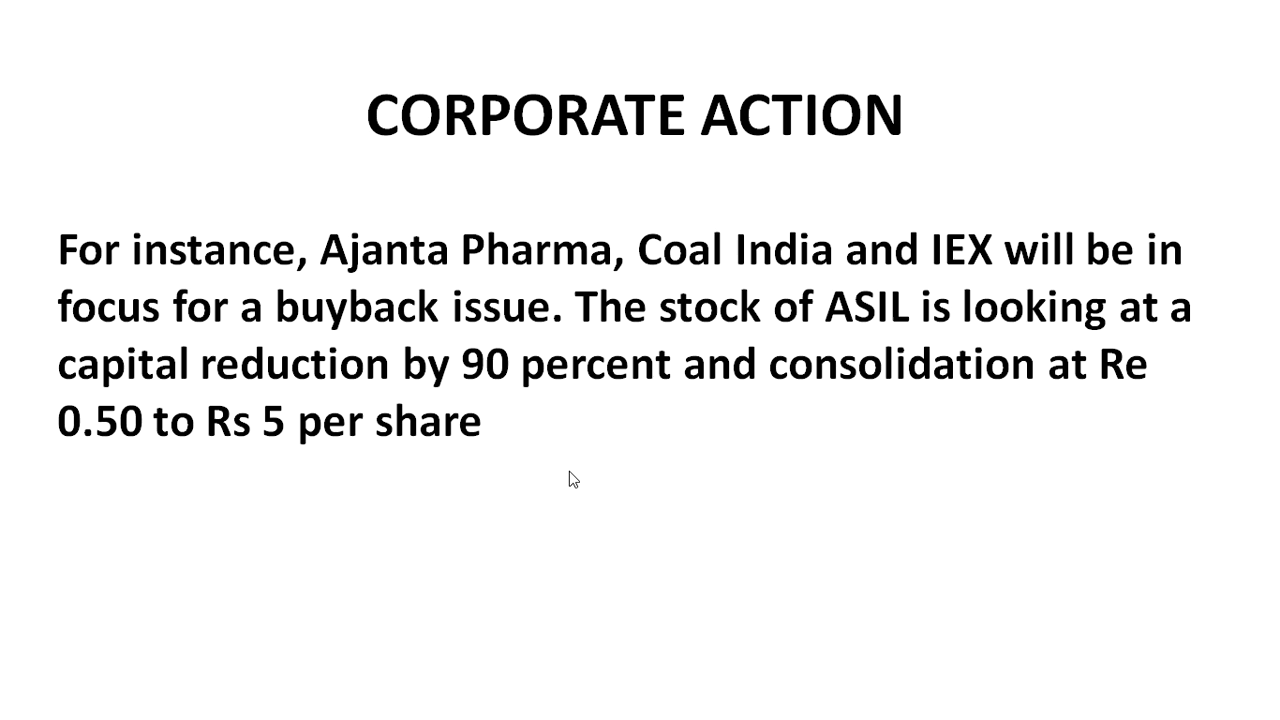 CORPORATE ACTION
For instance, Ajanta Pharma, Coal India and IEX will be in
focus for a buyback issue. The stock of ASIL is looking at a
capital reduction by 90 percent and consolidation at Re
0.50 to Rs 5 per share